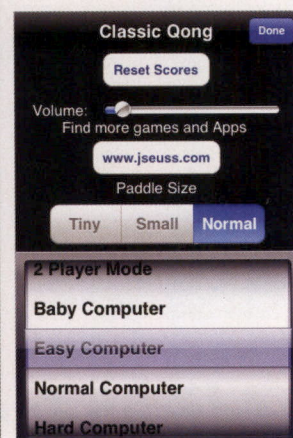 Classic Qong
Done
Reset Scores
Volume:
Find more games and Apps
www.jseuss.com
Paddle Size
Tiny Small Normal
2 Player Mode
Baby Computer
Easy Computer
Normal Computer
Hard Computer